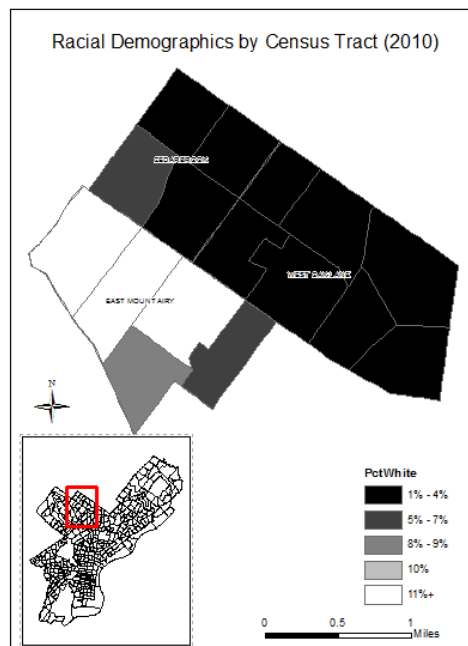 Racial Demographics by Census Tract (2010)
CEDARBROOK
WEST OAK LANE
EAST MOUNT AIRY
N
PctWhite
1% - 4%
5% - 7%
8% - 9%
10%
11%+
0 0.5 1
Miles